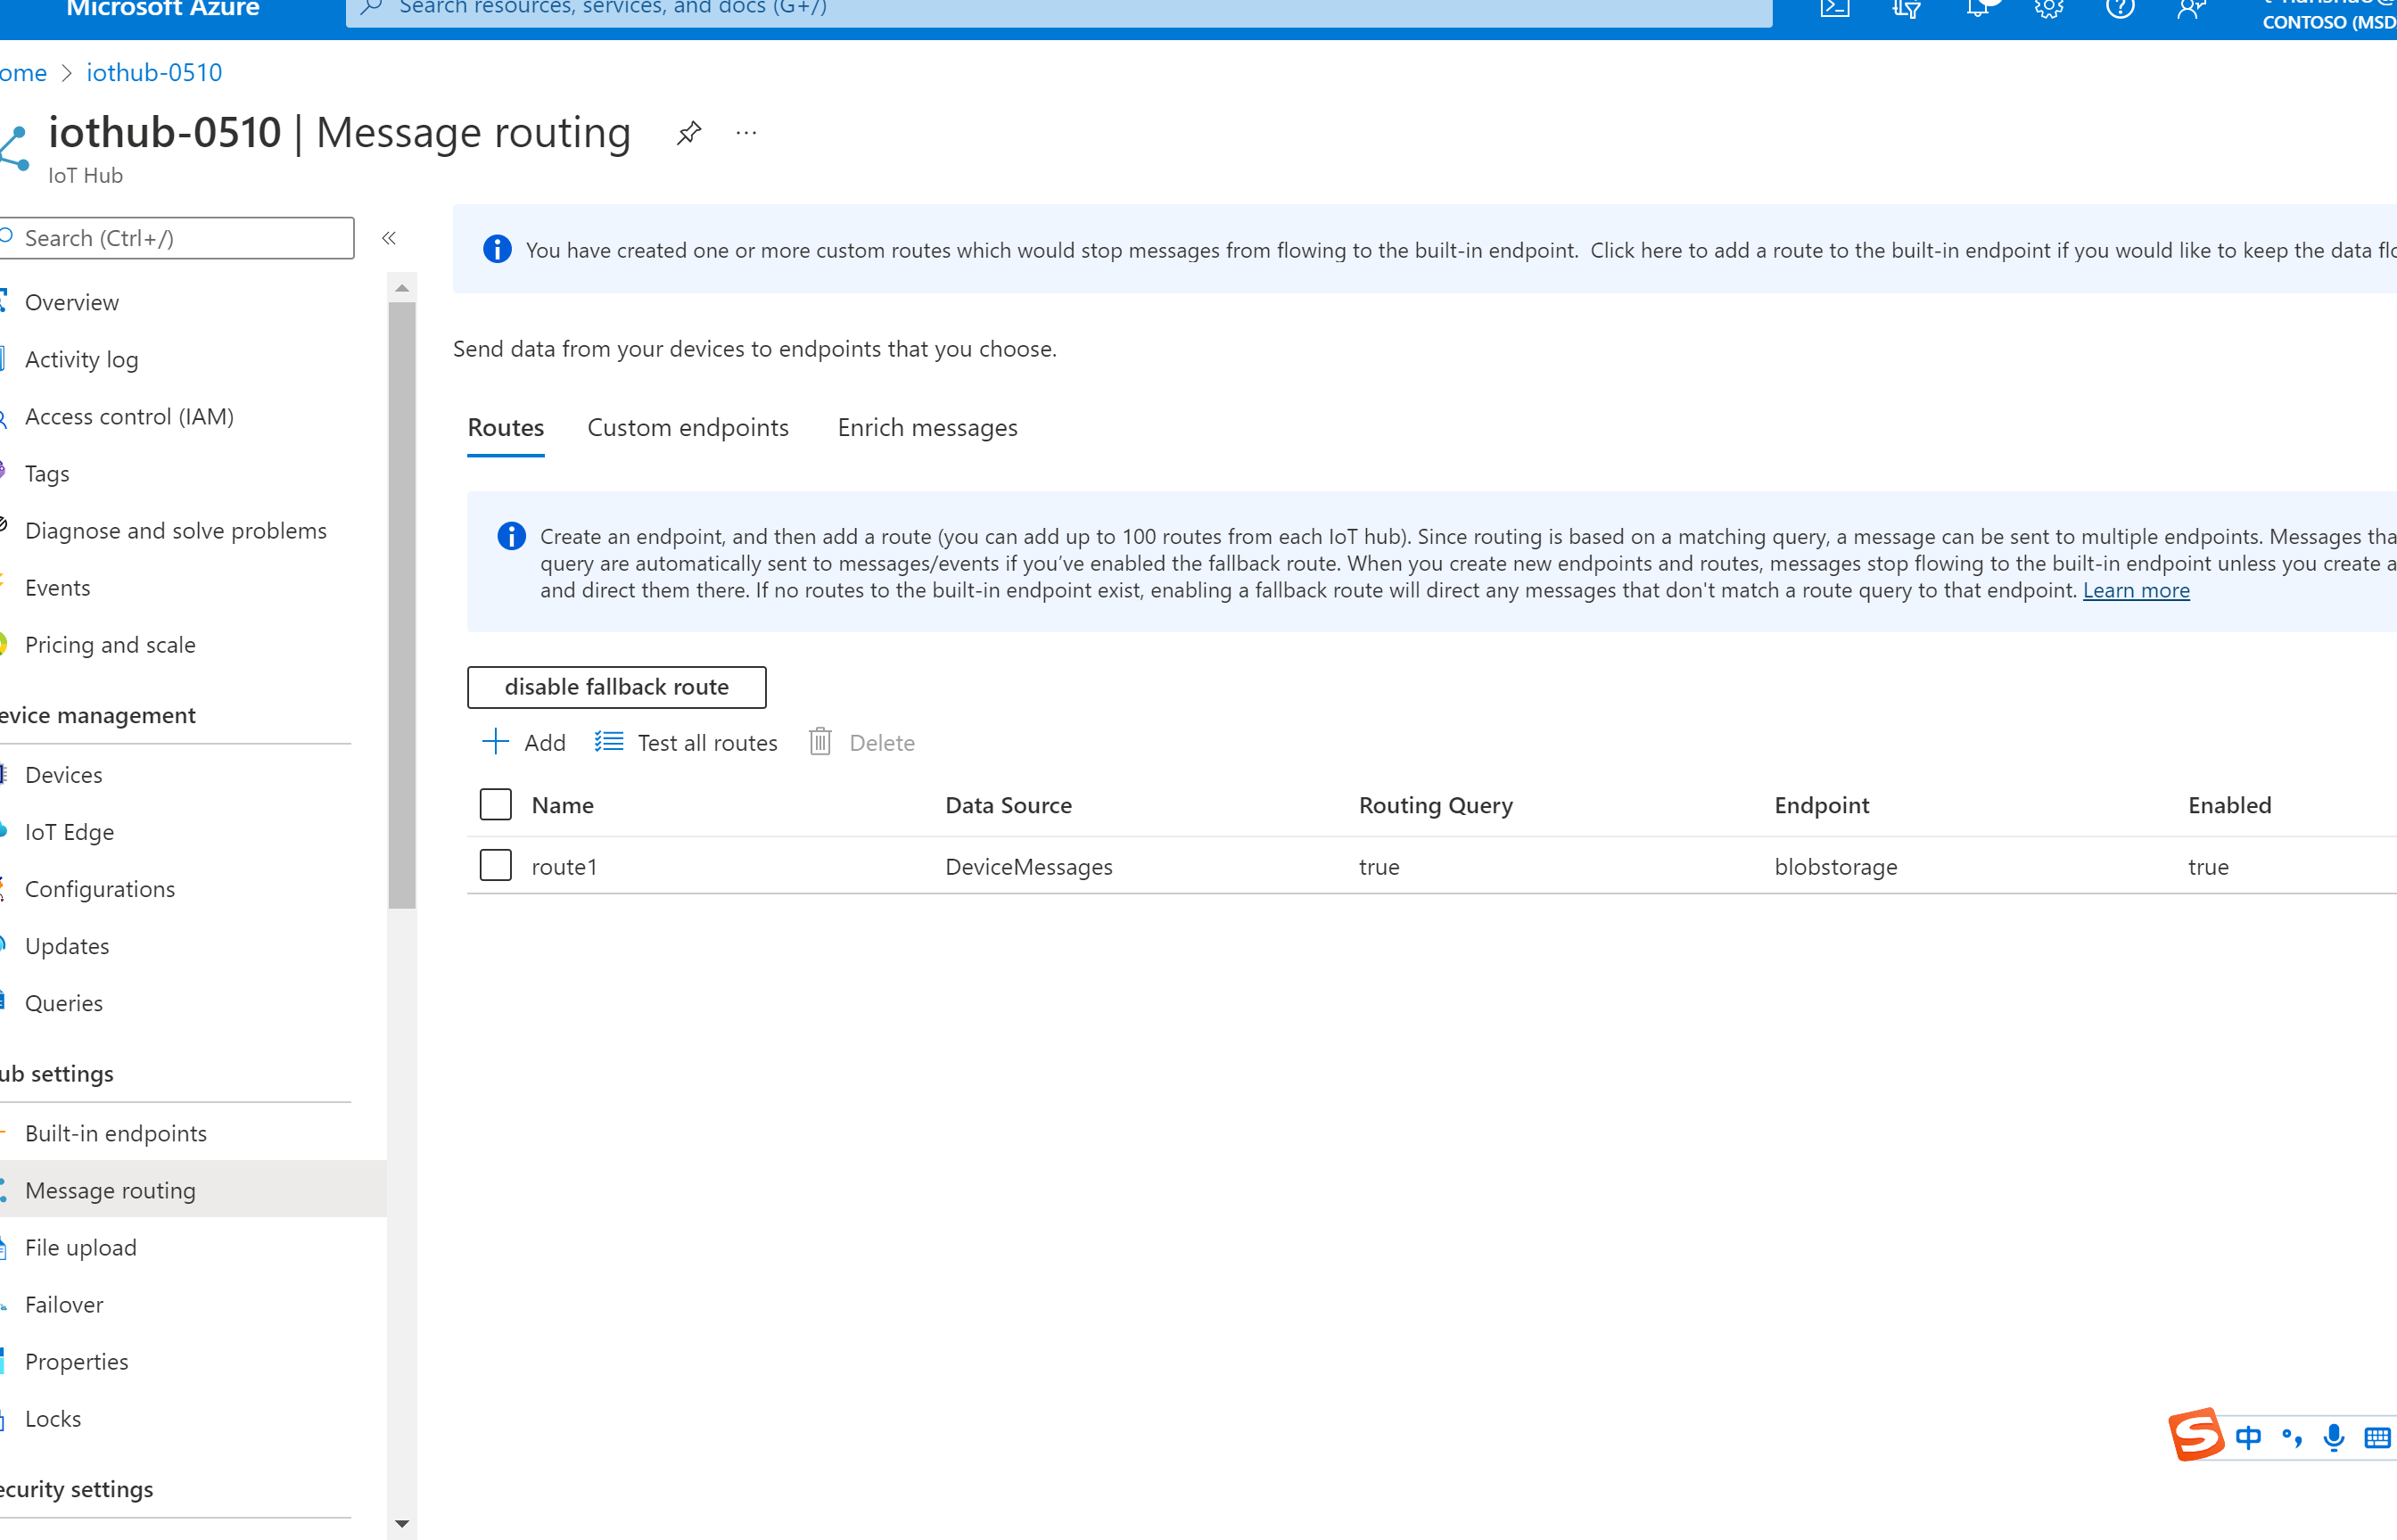 Microsoft Azure
Search resources, services, and docs (G+/)
CONTOSO (MSD
ome > iothub-0510
iothub-0510 | Message routing ...
IoT Hub
Search (Ctrl+/)
«
Overview
Activity log
Access control (IAM)
Tags
Diagnose and solve problems
Events
Pricing and scale
evice management
Devices
IoT Edge
Configurations
Updates
Queries
ub settings
Built-in endpoints
Message routing
File upload
Failover
Properties
Locks
ecurity settings
You have created one or more custom routes which would stop messages from flowing to the built-in endpoint. Click here to add a route to the built-in endpoint if you would like to keep the data flo
Send data from your devices to endpoints that you choose.
Routes Custom endpoints Enrich messages
Create an endpoint, and then add a route (you can add up to 100 routes from each IoT hub). Since routing is based on a matching query, a message can be sent to multiple endpoints. Messages tha
query are automatically sent to messages/events if you’ve enabled the fallback route. When you create new endpoints and routes, messages stop flowing to the built-in endpoint unless you create a
and direct them there. If no routes to the built-in endpoint exist, enabling a fallback route will direct any messages that don't match a route query to that endpoint. Learn more
disable fallback route
Add Test all routes Delete
Name Data Source Routing Query Endpoint Enabled
route1 DeviceMessages true blobstorage true
S 中